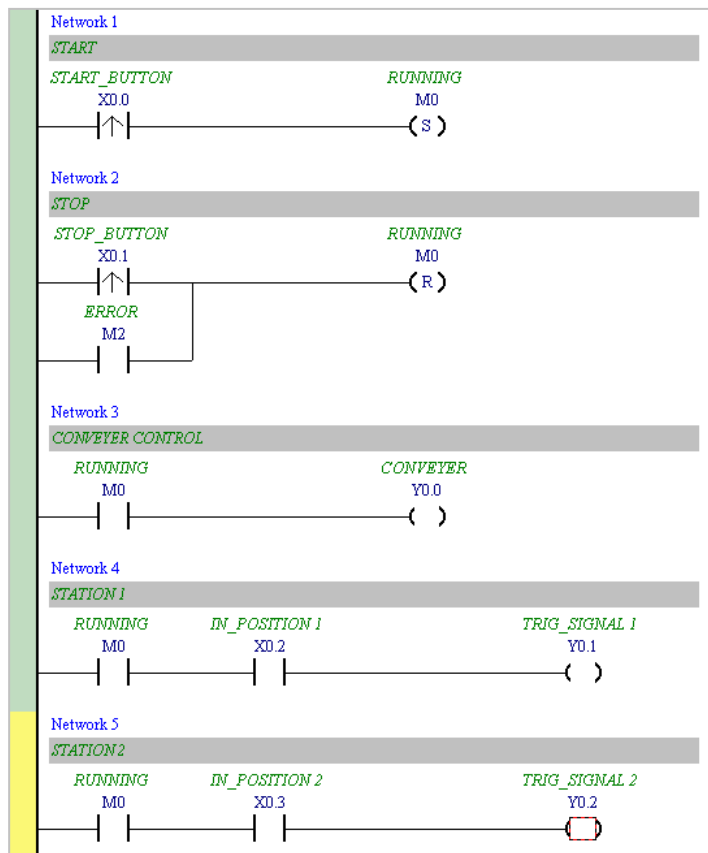 Network 1
START
START_BUTTON RUNNING
X0.0 M0
S
Network 2
STOP
STOP_BUTTON RUNNING
X0.1 M0
R
ERROR
M2
Network 3
CONVEYER CONTROL
RUNNING CONVEYER
M0 Y0.0
Network 4
STATION 1
RUNNING IN_POSITION 1 TRIG_SIGNAL 1
M0 X0.2 Y0.1
Network 5
STATION 2
RUNNING IN_POSITION 2 TRIG_SIGNAL 2
M0 X0.3 Y0.2